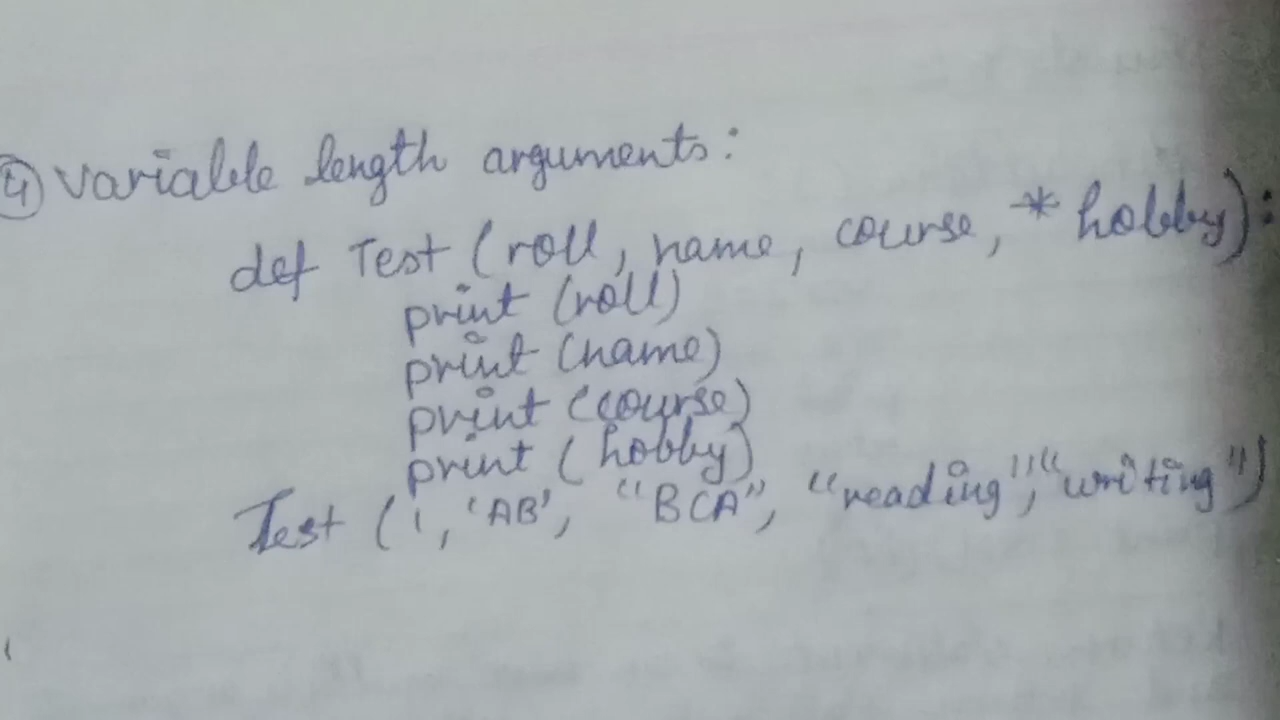 ④ Variable length arguments:
def Test (roll, name, course, * hobby):
print (roll)
print (name)
print (course)
print (hobby)
Test (1, 'AB', "BCA", "reading", "writing")